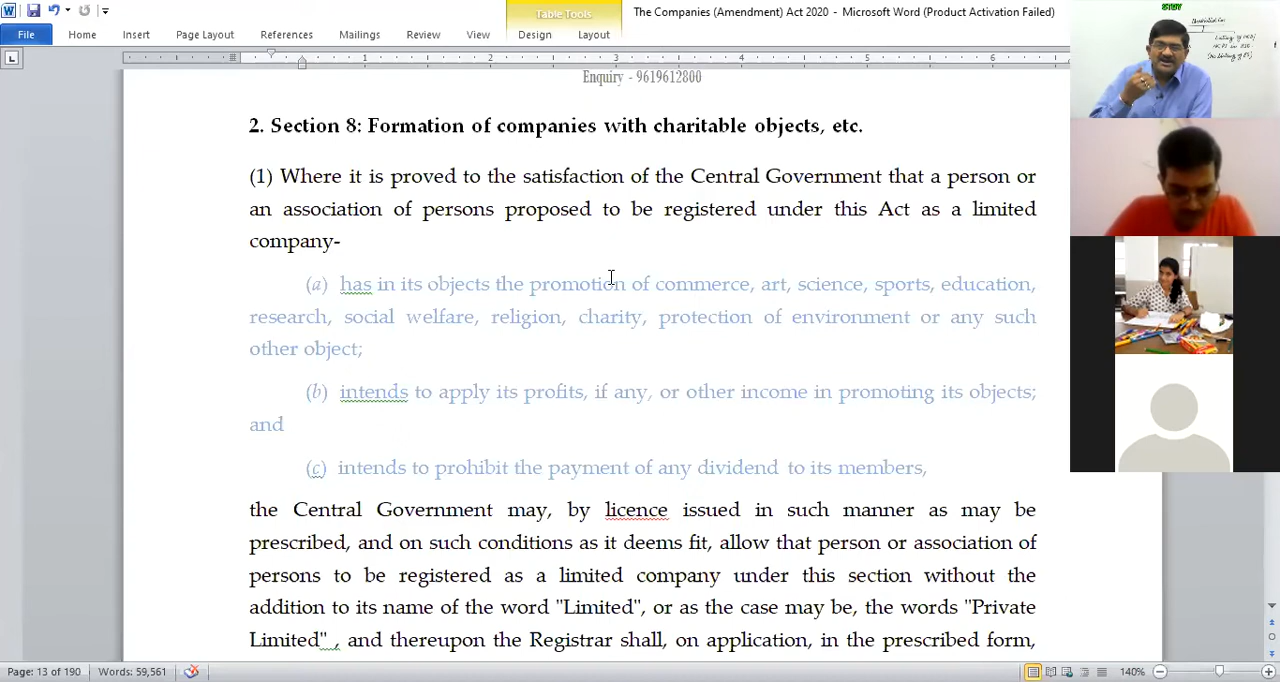 Table Tools
The Companies (Amendment) Act 2020 - Microsoft Word (Product Activation Failed)
File Home Insert Page Layout References Mailings Review View Design Layout
1 2 3 4 5 6
Enquiry - 9619612800
2. Section 8: Formation of companies with charitable objects, etc.
(1) Where it is proved to the satisfaction of the Central Government that a person or
an association of persons proposed to be registered under this Act as a limited
company-
(a) has in its objects the promotion of commerce, art, science, sports, education,
research, social welfare, religion, charity, protection of environment or any such
other object;
(b) intends to apply its profits, if any, or other income in promoting its objects;
and
(c) intends to prohibit the payment of any dividend to its members,
the Central Government may, by licence issued in such manner as may be
prescribed, and on such conditions as it deems fit, allow that person or association of
persons to be registered as a limited company under this section without the
addition to its name of the word "Limited", or as the case may be, the words "Private
Limited" , and thereupon the Registrar shall, on application, in the prescribed form,
Page: 13 of 190 Words: 59,561 140%